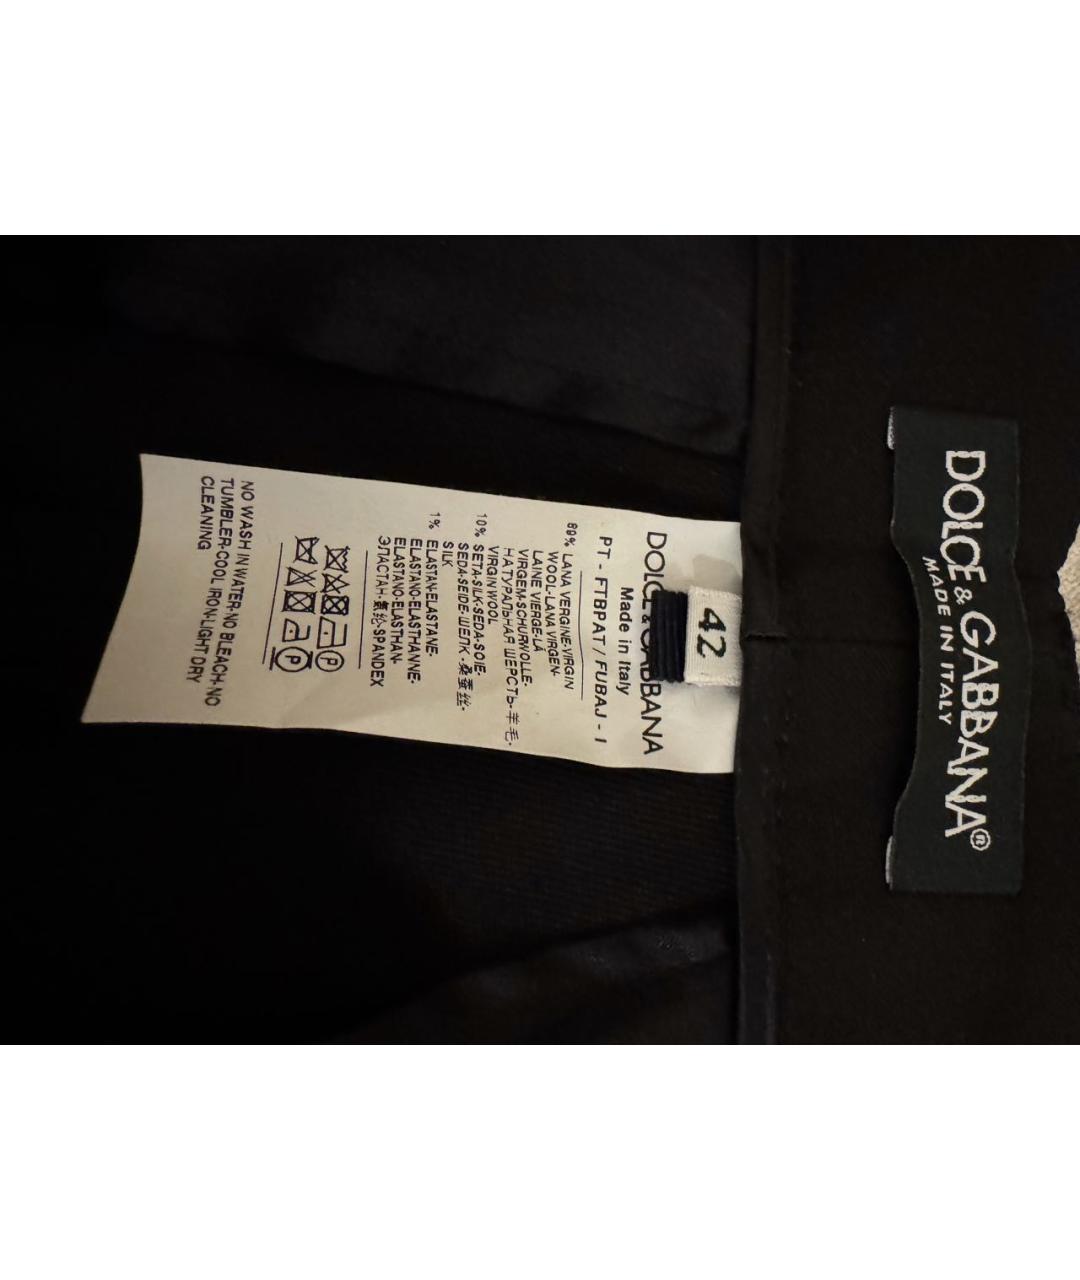 DOLCE & GABBANA®
MADE IN ITALY
42
DOLCE & GABBANA
Made in Italy
PT - FTBPAT / FUBAJ - 1
89% LANA VERGINE-VIRGIN
WOOL-LANA VIRGEN-
LAINE VIERGE-LÃ
VIRGEM-SCHURWOLLE-
НАТУРАЛЬНАЯ ШЕРСТЬ-羊毛-
VIRGIN WOOL
10% SETA-SILK-SEDA-SOIE-
SEDA-SEIDE-ШЕЛК-桑蚕丝-
SILK
1% ELASTAN-ELASTANE-
ELASTANO-ELASTHANNE-
ELASTANO-ELASTHAN-
ЭЛАСТАН-氨纶-SPANDEX
P
P
NO WASH IN WATER-NO BLEACH-NO
TUMBLER-COOL IRON-LIGHT DRY
CLEANING